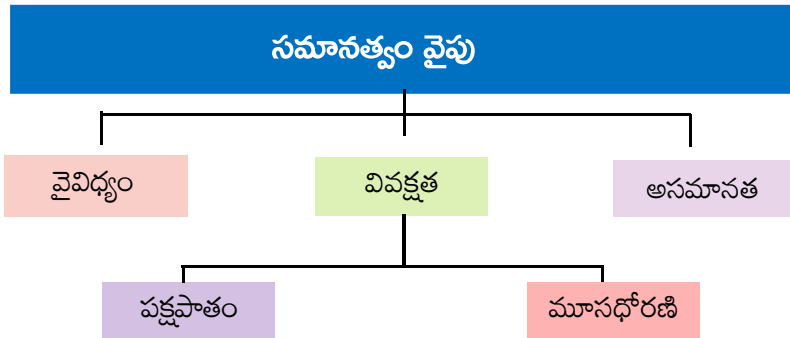 సమానత్వం వైపు
వైవిధ్యం
వివక్షత
అసమానత
పక్షపాతం
మూసధోరణి